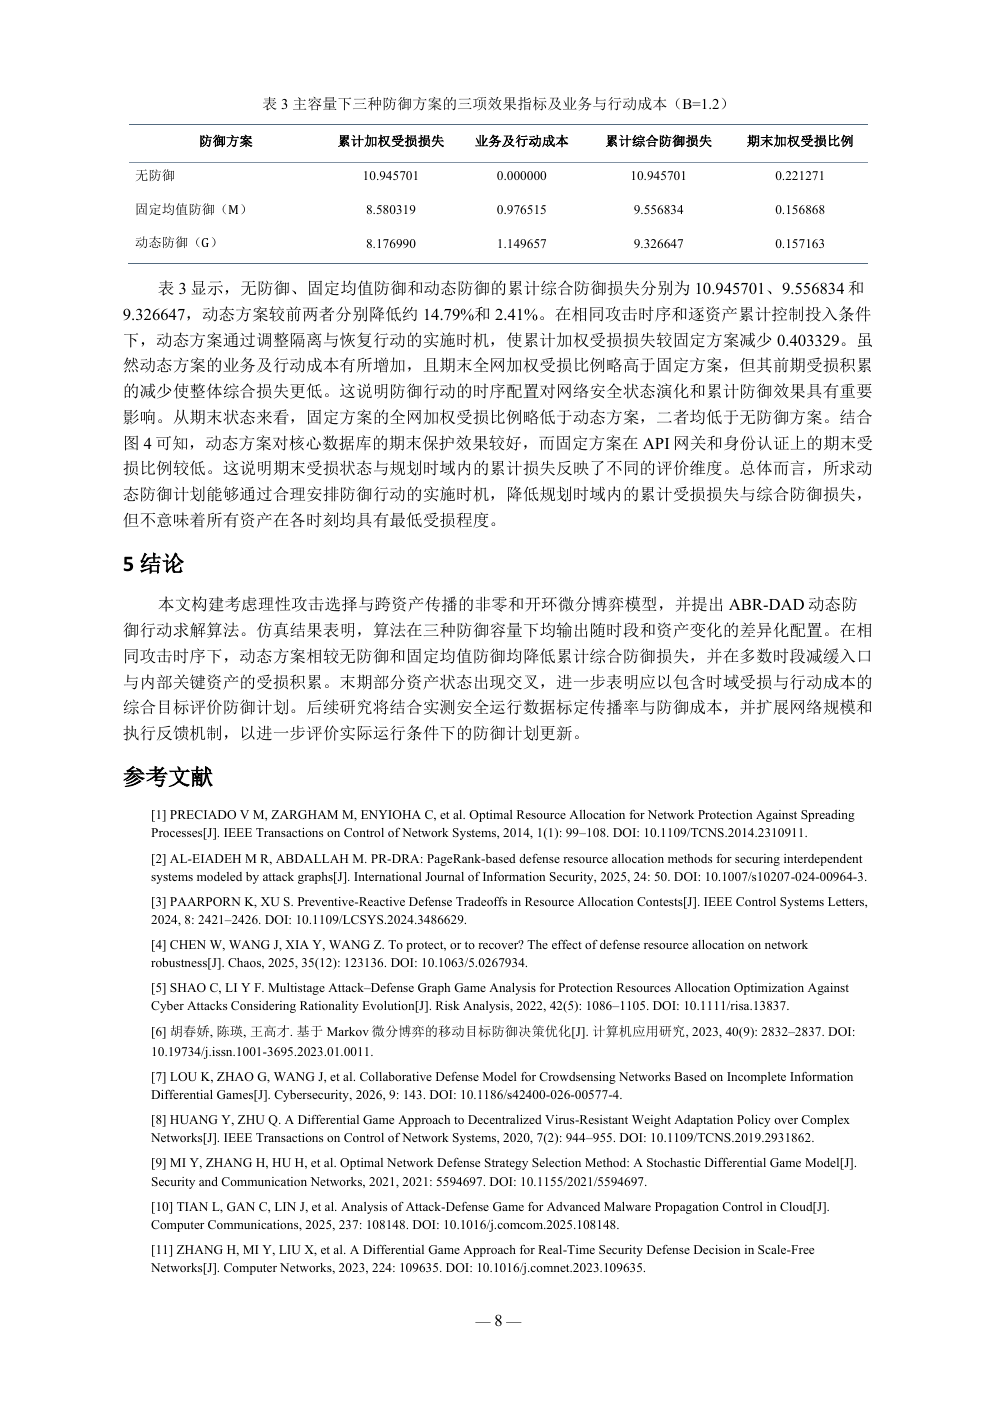 表 3 主容量下三种防御方案的三项效果指标及业务与行动成本（B=1.2）
防御方案 累计加权受损损失 业务及行动成本 累计综合防御损失 期末加权受损比例
无防御 10.945701 0.000000 10.945701 0.221271
固定均值防御（M） 8.580319 0.976515 9.556834 0.156868
动态防御（G） 8.176990 1.149657 9.326647 0.157163
表 3 显示，无防御、固定均值防御和动态防御的累计综合防御损失分别为 10.945701、9.556834 和
9.326647，动态方案较前两者分别降低约 14.79%和 2.41%。在相同攻击时序和逐资产累计控制投入条件
下，动态方案通过调整隔离与恢复行动的实施时机，使累计加权受损损失较固定方案减少 0.403329。虽
然动态方案的业务及行动成本有所增加，且期末全网加权受损比例略高于固定方案，但其前期受损积累
的减少使整体综合损失更低。这说明防御行动的时序配置对网络安全状态演化和累计防御效果具有重要
影响。从期末状态来看，固定方案的全网加权受损比例略低于动态方案，二者均低于无防御方案。结合
图 4 可知，动态方案对核心数据库的期末保护效果较好，而固定方案在 API 网关和身份认证上的期末受
损比例较低。这说明期末受损状态与规划时域内的累计损失反映了不同的评价维度。总体而言，所求动
态防御计划能够通过合理安排防御行动的实施时机，降低规划时域内的累计受损损失与综合防御损失，
但不意味着所有资产在各时刻均具有最低受损程度。
5 结论
本文构建考虑理性攻击选择与跨资产传播的非零和开环微分博弈模型，并提出 ABR-DAD 动态防
御行动求解算法。仿真结果表明，算法在三种防御容量下均输出随时段和资产变化的差异化配置。在相
同攻击时序下，动态方案相较无防御和固定均值防御均降低累计综合防御损失，并在多数时段减缓入口
与内部关键资产的受损积累。末期部分资产状态出现交叉，进一步表明应以包含时域受损与行动成本的
综合目标评价防御计划。后续研究将结合实测安全运行数据标定传播率与防御成本，并扩展网络规模和
执行反馈机制，以进一步评价实际运行条件下的防御计划更新。
参考文献
[1] PRECIADO V M, ZARGHAM M, ENYIOHA C, et al. Optimal Resource Allocation for Network Protection Against Spreading
Processes[J]. IEEE Transactions on Control of Network Systems, 2014, 1(1): 99–108. DOI: 10.1109/TCNS.2014.2310911.
[2] AL-EIADEH M R, ABDALLAH M. PR-DRA: PageRank-based defense resource allocation methods for securing interdependent
systems modeled by attack graphs[J]. International Journal of Information Security, 2025, 24: 50. DOI: 10.1007/s10207-024-00964-3.
[3] PAARPORN K, XU S. Preventive-Reactive Defense Tradeoffs in Resource Allocation Contests[J]. IEEE Control Systems Letters,
2024, 8: 2421–2426. DOI: 10.1109/LCSYS.2024.3486629.
[4] CHEN W, WANG J, XIA Y, WANG Z. To protect, or to recover? The effect of defense resource allocation on network
robustness[J]. Chaos, 2025, 35(12): 123136. DOI: 10.1063/5.0267934.
[5] SHAO C, LI Y F. Multistage Attack–Defense Graph Game Analysis for Protection Resources Allocation Optimization Against
Cyber Attacks Considering Rationality Evolution[J]. Risk Analysis, 2022, 42(5): 1086–1105. DOI: 10.1111/risa.13837.
[6] 胡春娇, 陈瑛, 王高才. 基于 Markov 微分博弈的移动目标防御决策优化[J]. 计算机应用研究, 2023, 40(9): 2832–2837. DOI:
10.19734/j.issn.1001-3695.2023.01.0011.
[7] LOU K, ZHAO G, WANG J, et al. Collaborative Defense Model for Crowdsensing Networks Based on Incomplete Information
Differential Games[J]. Cybersecurity, 2026, 9: 143. DOI: 10.1186/s42400-026-00577-4.
[8] HUANG Y, ZHU Q. A Differential Game Approach to Decentralized Virus-Resistant Weight Adaptation Policy over Complex
Networks[J]. IEEE Transactions on Control of Network Systems, 2020, 7(2): 944–955. DOI: 10.1109/TCNS.2019.2931862.
[9] MI Y, ZHANG H, HU H, et al. Optimal Network Defense Strategy Selection Method: A Stochastic Differential Game Model[J].
Security and Communication Networks, 2021, 2021: 5594697. DOI: 10.1155/2021/5594697.
[10] TIAN L, GAN C, LIN J, et al. Analysis of Attack-Defense Game for Advanced Malware Propagation Control in Cloud[J].
Computer Communications, 2025, 237: 108148. DOI: 10.1016/j.comcom.2025.108148.
[11] ZHANG H, MI Y, LIU X, et al. A Differential Game Approach for Real-Time Security Defense Decision in Scale-Free
Networks[J]. Computer Networks, 2023, 224: 109635. DOI: 10.1016/j.comnet.2023.109635.
— 8 —